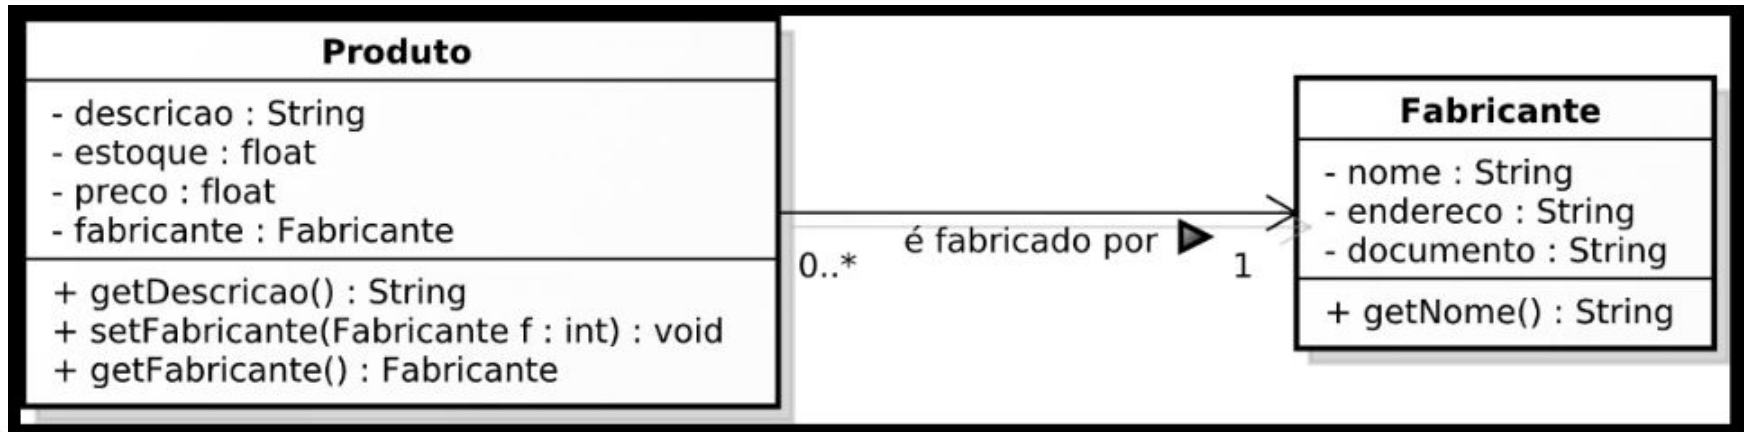 Produto
- descricao : String
- estoque : float
- preco : float
- fabricante : Fabricante
+ getDescricao() : String
+ setFabricante(Fabricante f : int) : void
+ getFabricante() : Fabricante
0..*
é fabricado por
1
Fabricante
- nome : String
- endereco : String
- documento : String
+ getNome() : String